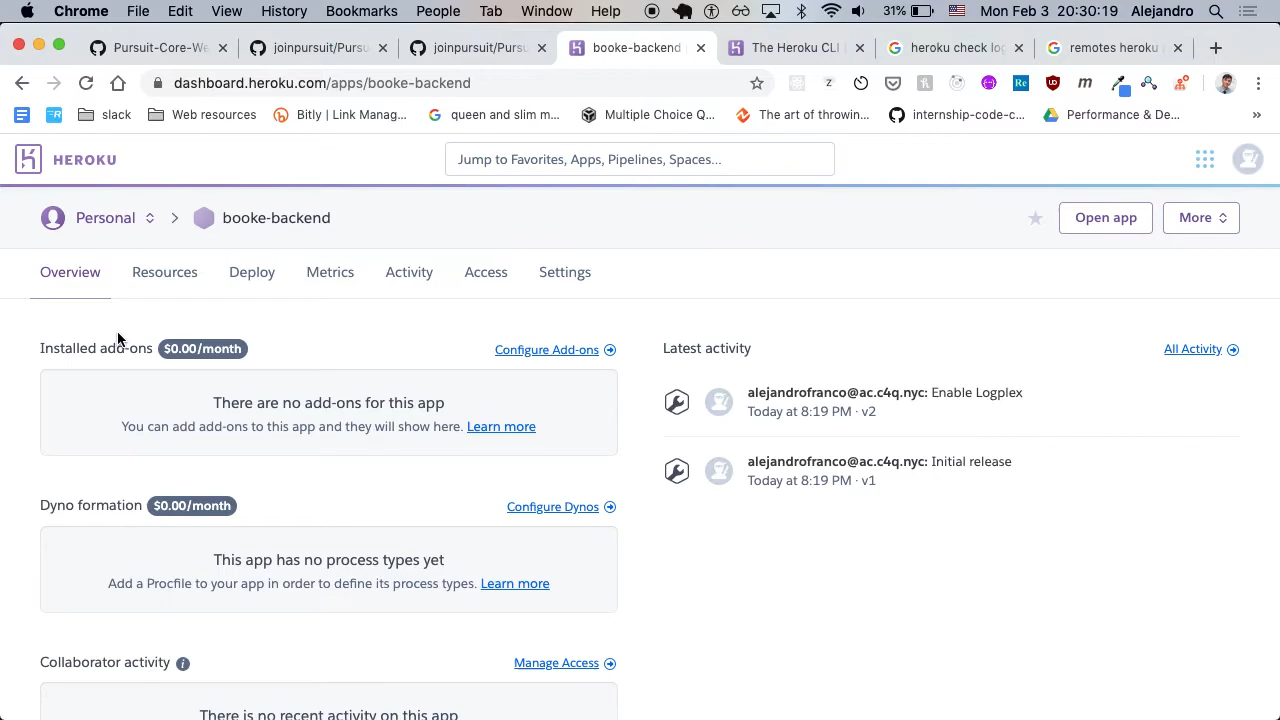 Chrome File Edit View History Bookmarks People Tab Window Help 31% Mon Feb 3 20:30:19 Alejandro
Pursuit-Core-We joinpursuit/Pursu joinpursuit/Pursu booke-backend The Heroku CLI heroku check log remotes heroku
dashboard.heroku.com/apps/booke-backend
slack Web resources Bitly | Link Manag... queen and slim m... Multiple Choice Q... The art of throwin... internship-code-c... Performance & De... »
HEROKU Jump to Favorites, Apps, Pipelines, Spaces...
Personal booke-backend Open app More
Overview Resources Deploy Metrics Activity Access Settings
Installed add-ons $0.00/month Configure Add-ons
There are no add-ons for this app
You can add add-ons to this app and they will show here. Learn more
Dyno formation $0.00/month Configure Dynos
This app has no process types yet
Add a Procfile to your app in order to define its process types. Learn more
Collaborator activity Manage Access
There is no recent activity on this app
Latest activity All Activity
alejandrofranco@ac.c4q.nyc: Enable Logplex
Today at 8:19 PM · v2
alejandrofranco@ac.c4q.nyc: Initial release
Today at 8:19 PM · v1